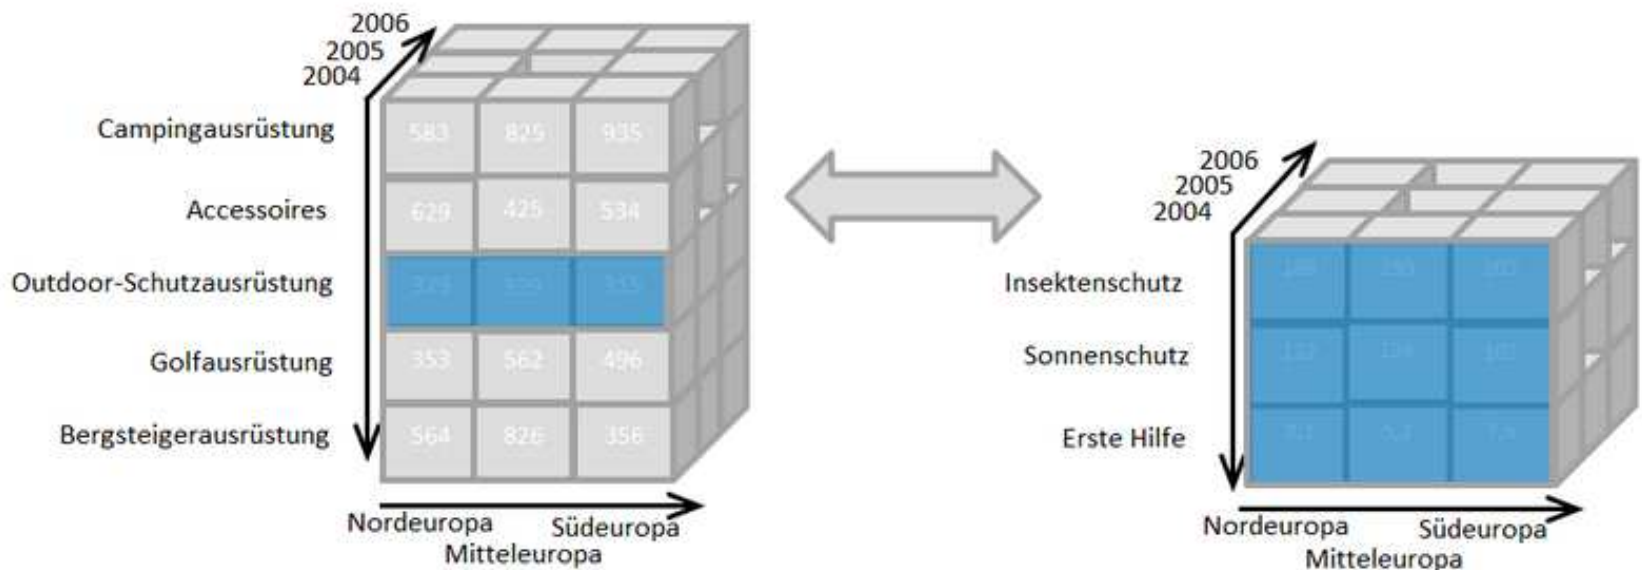 2006
2005
2004
Campingausrüstung
583 825 935
Accessoires
629 425 534
Outdoor-Schutzausrüstung
Golfausrüstung
353 562 496
Bergsteigerausrüstung
564 826 356
Nordeuropa
Südeuropa
Mitteleuropa
2006
2005
2004
Insektenschutz
Sonnenschutz
Erste Hilfe
Nordeuropa
Südeuropa
Mitteleuropa